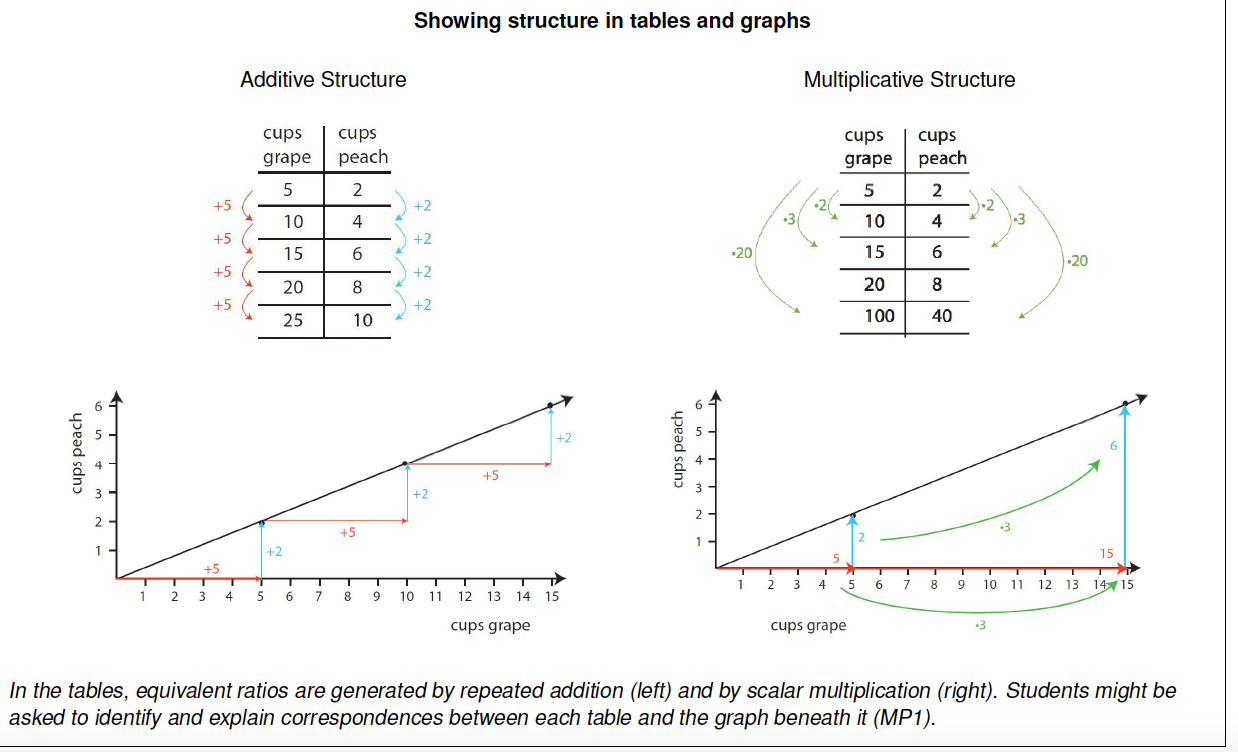 Showing structure in tables and graphs
Additive Structure
cups grape | cups peach
5 | 2
10 | 4
15 | 6
20 | 8
25 | 10
+5 +2
+5 +2
+5 +2
+5 +2
cups peach
6
5
4
3
2
1
+5 +2
+5 +2
+5 +2
1 2 3 4 5 6 7 8 9 10 11 12 13 14 15
cups grape
Multiplicative Structure
cups grape | cups peach
5 | 2
10 | 4
15 | 6
20 | 8
100 | 40
•2 •2
•3 •3
•20 •20
cups peach
6
5
4
3
2
1
5 2
15 6
•3
1 2 3 4 5 6 7 8 9 10 11 12 13 14 15
cups grape
•3
In the tables, equivalent ratios are generated by repeated addition (left) and by scalar multiplication (right). Students might be
asked to identify and explain correspondences between each table and the graph beneath it (MP1).